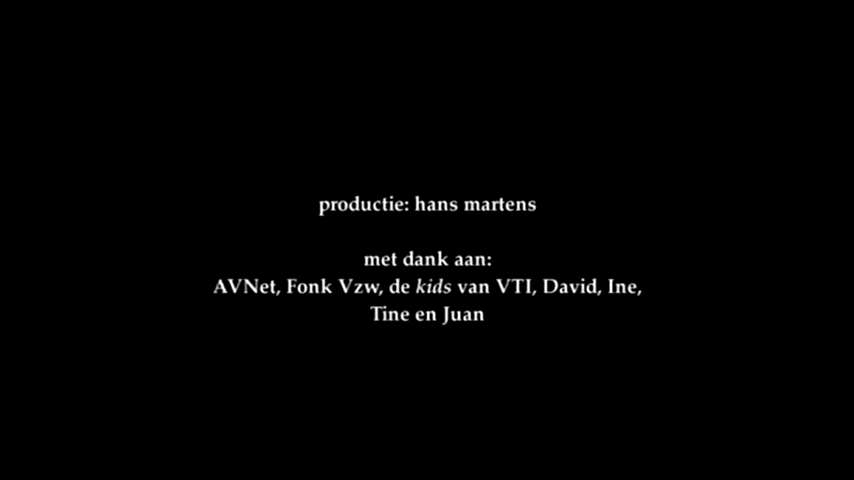 productie: hans martens
met dank aan:
AVNet, Fonk Vzw, de kids van VTI, David, Ine,
Tine en Juan